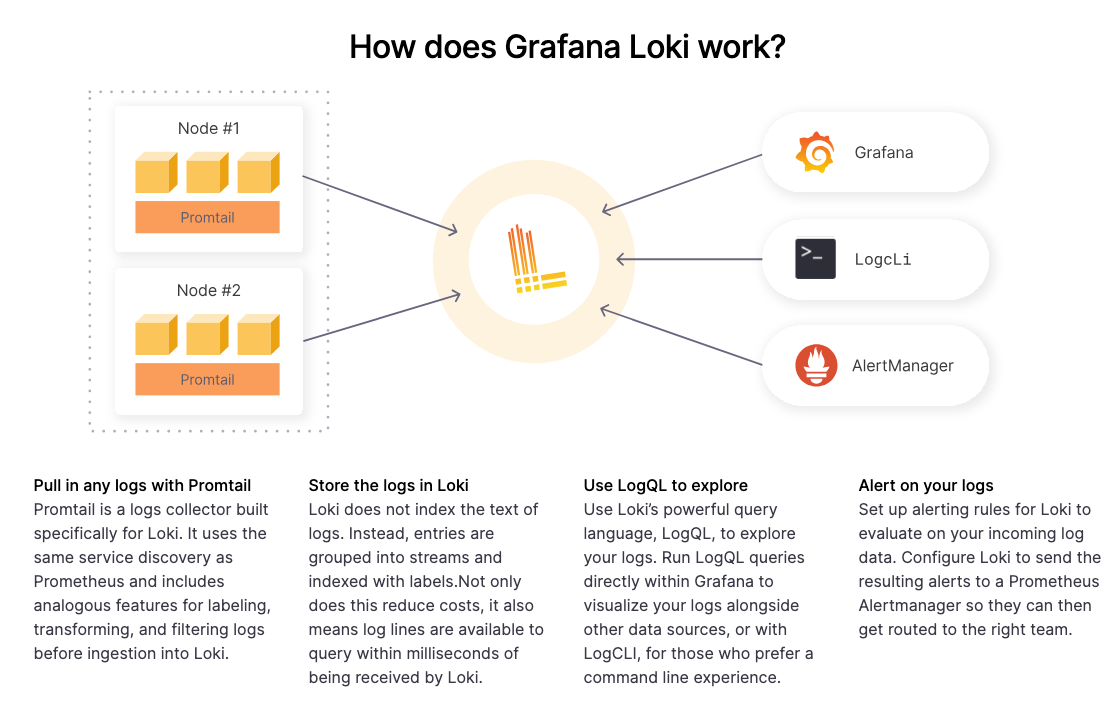 How does Grafana Loki work?
Node #1
Promtail
Node #2
Promtail
Grafana
>_
LogcLi
AlertManager
Pull in any logs with Promtail
Promtail is a logs collector built
specifically for Loki. It uses the
same service discovery as
Prometheus and includes
analogous features for labeling,
transforming, and filtering logs
before ingestion into Loki.
Store the logs in Loki
Loki does not index the text of
logs. Instead, entries are
grouped into streams and
indexed with labels.Not only
does this reduce costs, it also
means log lines are available to
query within milliseconds of
being received by Loki.
Use LogQL to explore
Use Loki’s powerful query
language, LogQL, to explore
your logs. Run LogQL queries
directly within Grafana to
visualize your logs alongside
other data sources, or with
LogCLI, for those who prefer a
command line experience.
Alert on your logs
Set up alerting rules for Loki to
evaluate on your incoming log
data. Configure Loki to send the
resulting alerts to a Prometheus
Alertmanager so they can then
get routed to the right team.